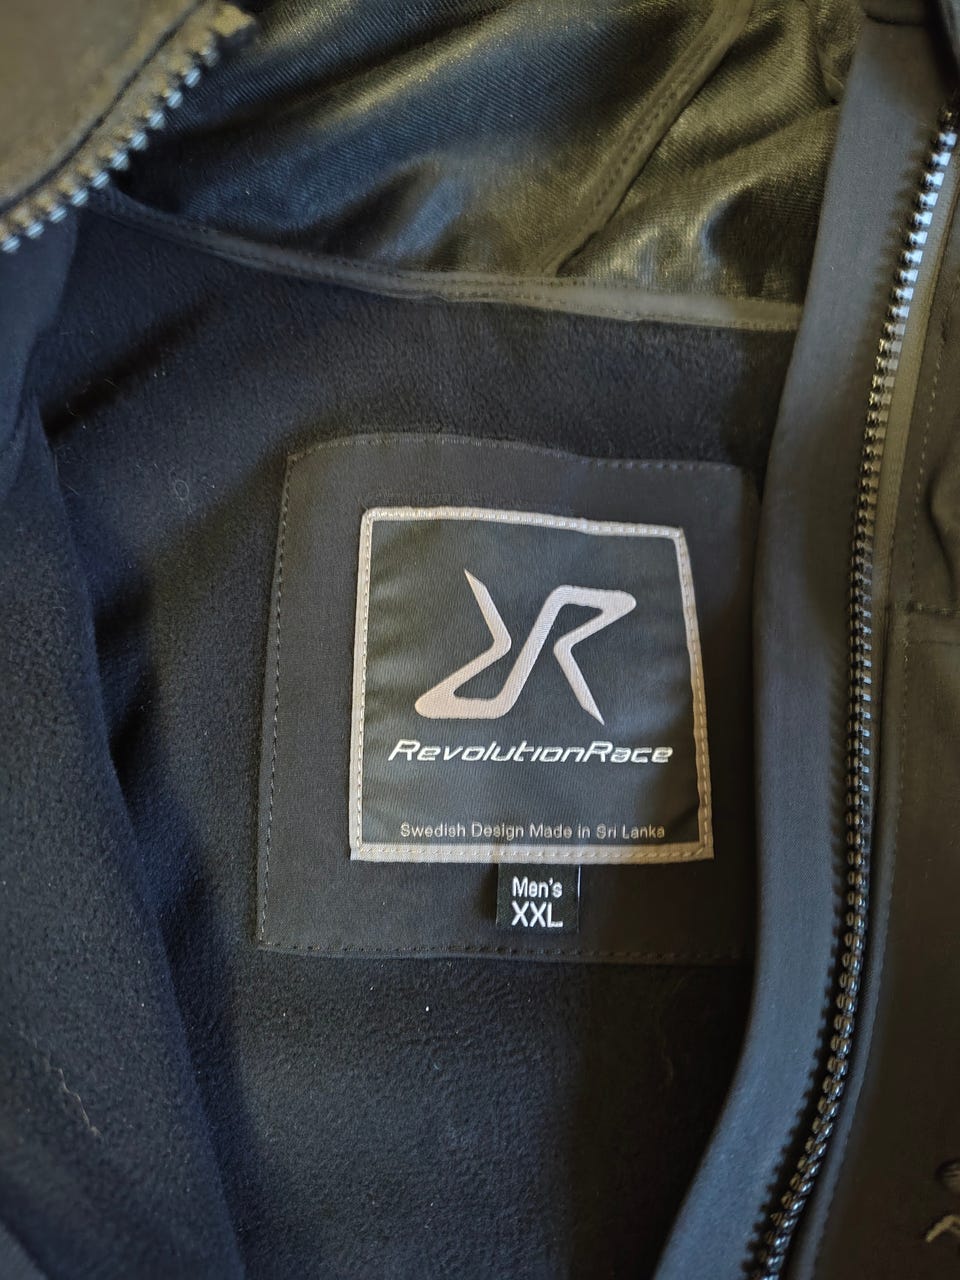 RevolutionRace
Swedish Design Made in Sri Lanka
Men's
XXL